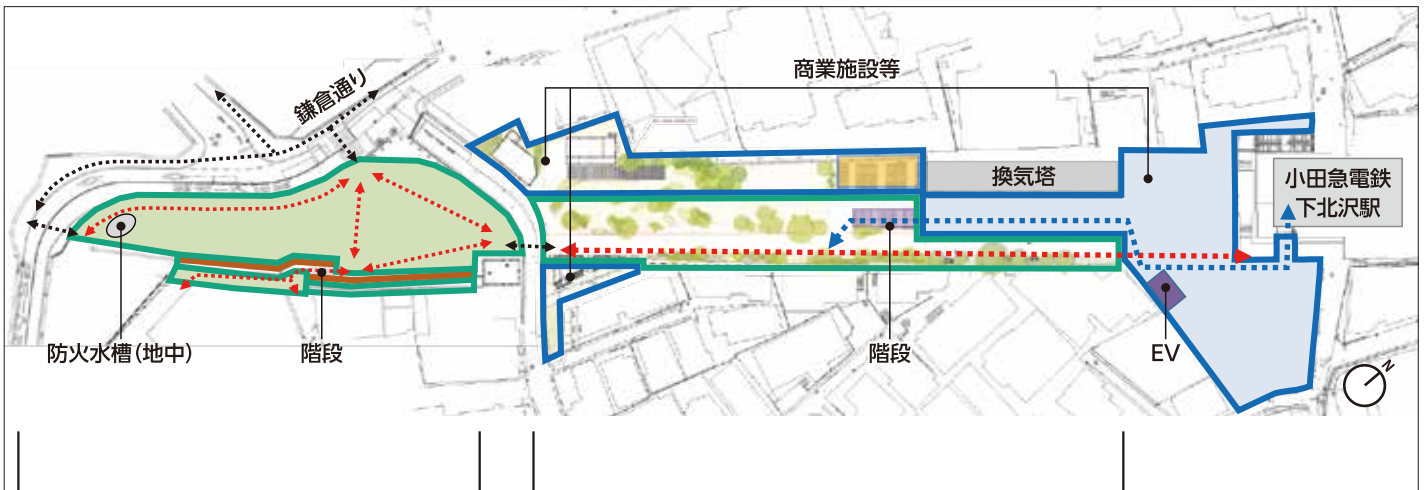 商業施設等
鎌倉通り
換気塔
小田急電鉄
下北沢駅
防火水槽(地中)
階段
階段
EV
N